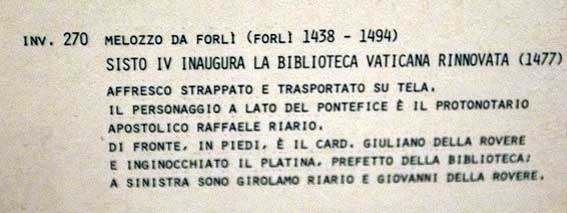 INV. 270 MELOZZO DA FORLÌ (FORLÌ 1438 - 1494)
SISTO IV INAUGURA LA BIBLIOTECA VATICANA RINNOVATA (1477)
AFFRESCO STRAPPATO E TRASPORTATO SU TELA.
IL PERSONAGGIO A LATO DEL PONTEFICE È IL PROTONOTARIO
APOSTOLICO RAFFAELE RIARIO.
DI FRONTE, IN PIEDI, È IL CARD. GIULIANO DELLA ROVERE
E INGINOCCHIATO IL PLATINA, PREFETTO DELLA BIBLIOTECA;
A SINISTRA SONO GIROLAMO RIARIO E GIOVANNI DELLA ROVERE.